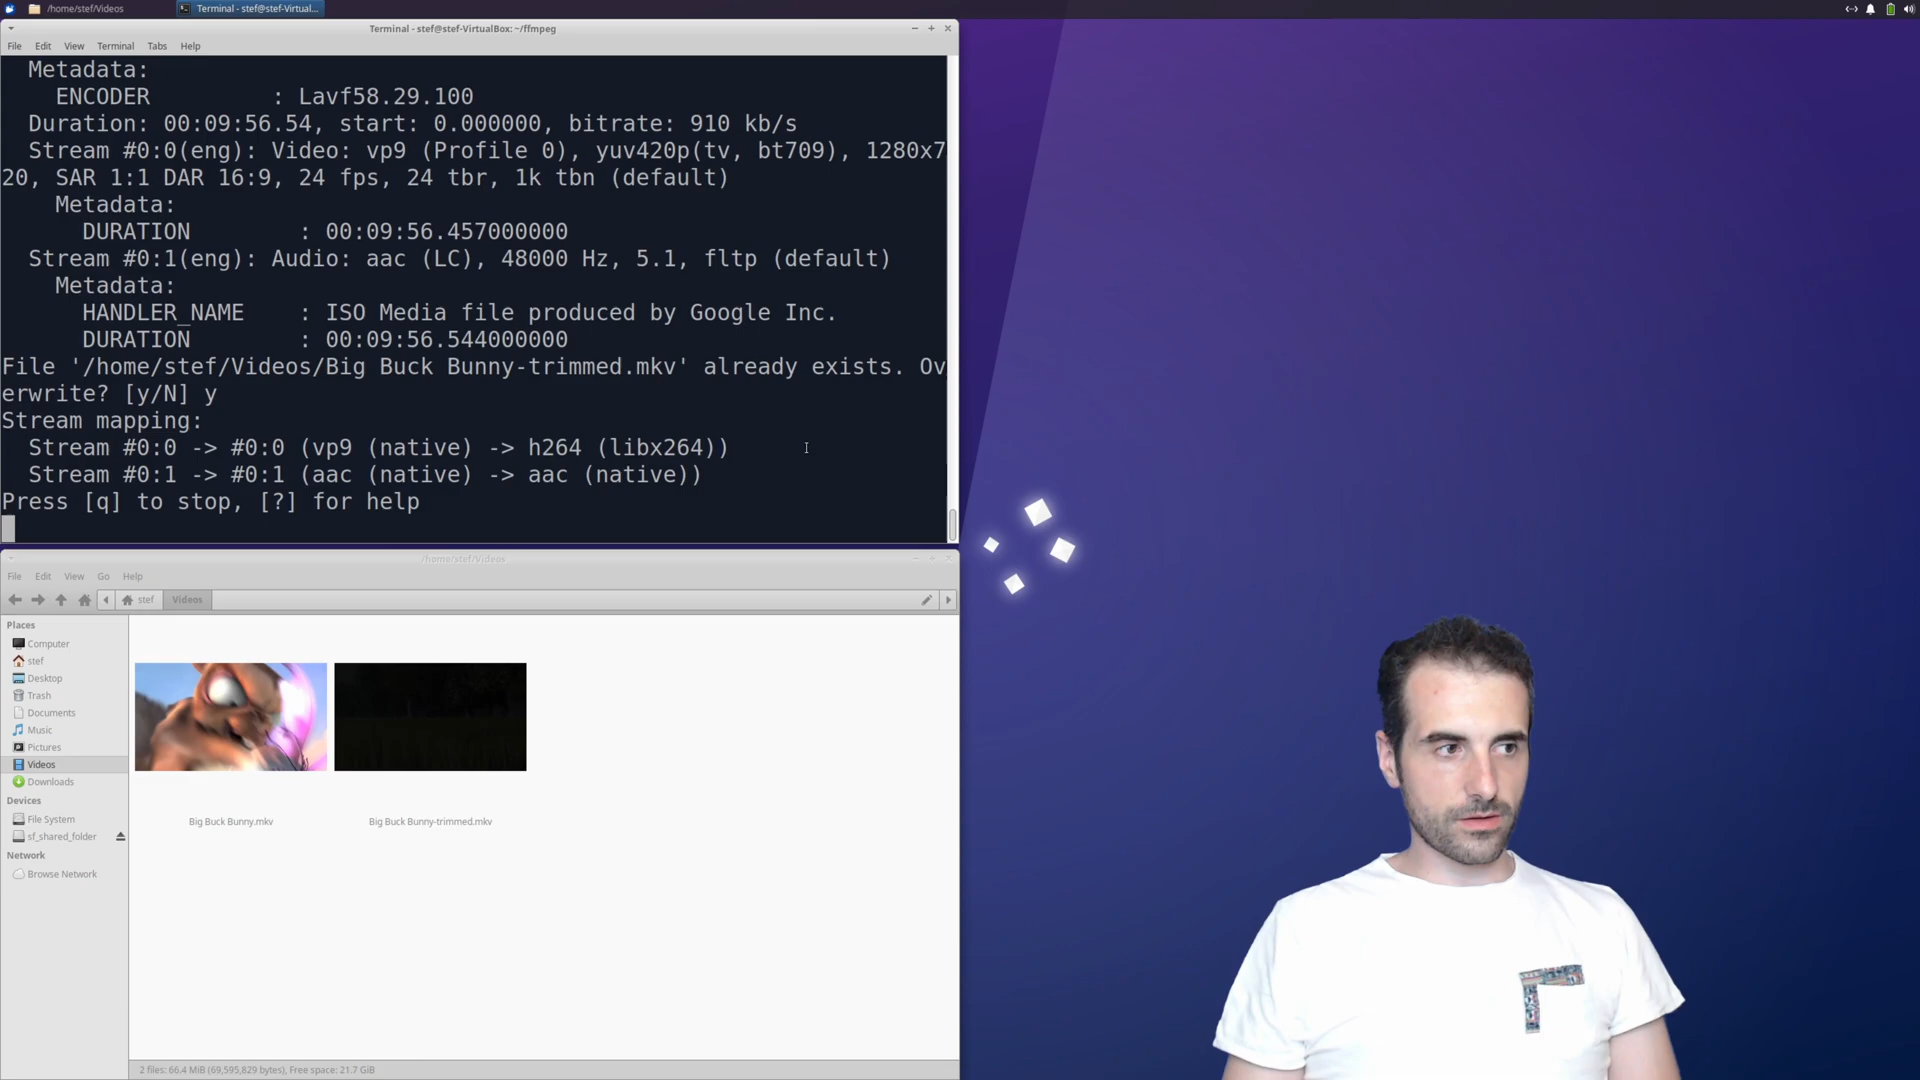 /home/stef/Videos
Terminal - stef@stef-Virtual...
Terminal - stef@stef-VirtualBox: ~/ffmpeg
File Edit View Terminal Tabs Help
Metadata:
ENCODER : Lavf58.29.100
Duration: 00:09:56.54, start: 0.000000, bitrate: 910 kb/s
Stream #0:0(eng): Video: vp9 (Profile 0), yuv420p(tv, bt709), 1280x7
20, SAR 1:1 DAR 16:9, 24 fps, 24 tbr, 1k tbn (default)
Metadata:
DURATION : 00:09:56.457000000
Stream #0:1(eng): Audio: aac (LC), 48000 Hz, 5.1, fltp (default)
Metadata:
HANDLER_NAME : ISO Media file produced by Google Inc.
DURATION : 00:09:56.544000000
File '/home/stef/Videos/Big Buck Bunny-trimmed.mkv' already exists. Ov
erwrite? [y/N] y
Stream mapping:
Stream #0:0 -> #0:0 (vp9 (native) -> h264 (libx264))
Stream #0:1 -> #0:1 (aac (native) -> aac (native))
Press [q] to stop, [?] for help
/home/stef/Videos
File Edit View Go Help
stef Videos
Places
Computer
stef
Desktop
Trash
Documents
Music
Pictures
Videos
Downloads
Devices
File System
sf_shared_folder
Network
Browse Network
Big Buck Bunny.mkv
Big Buck Bunny-trimmed.mkv
2 files: 66.4 MiB (69,595,829 bytes), Free space: 21.7 GiB